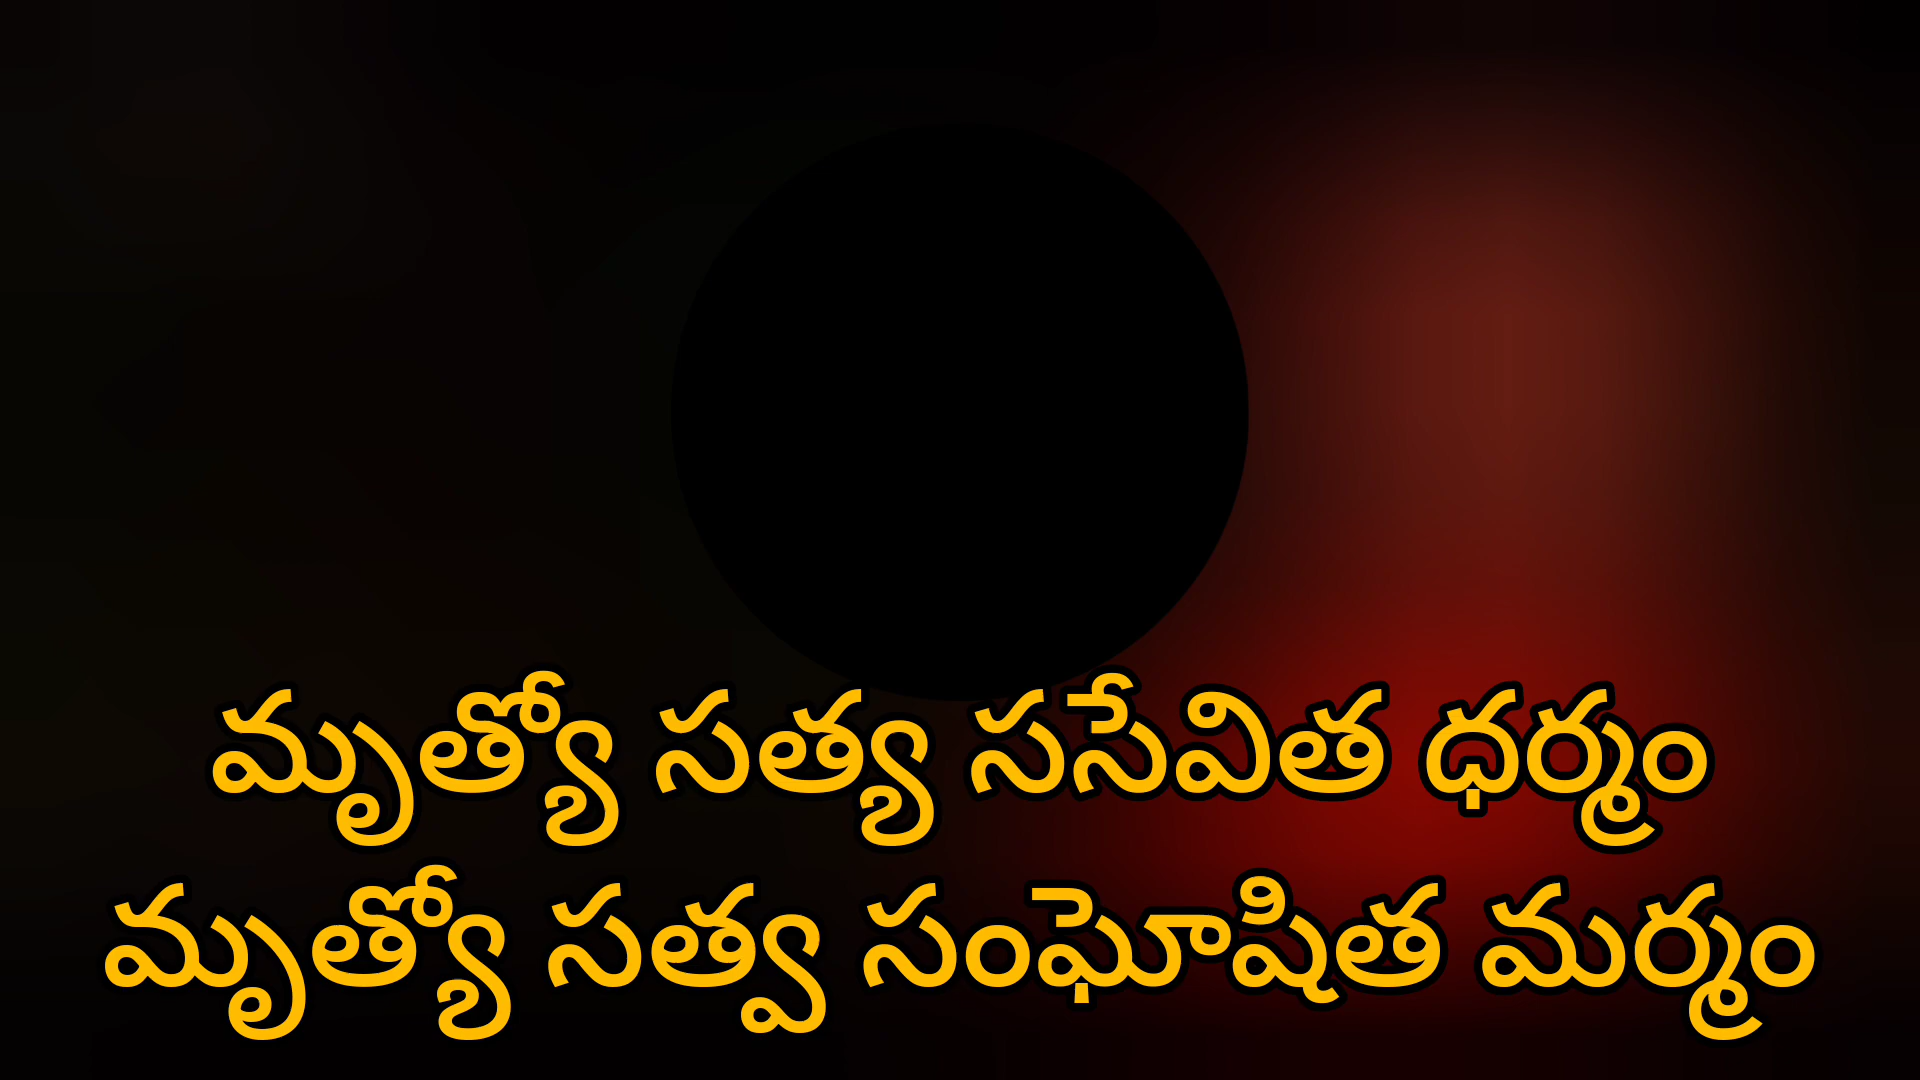 మృత్యో సత్య ససేవిత ధర్మం
మృత్యో సత్వ సంఘోషిత మర్మం